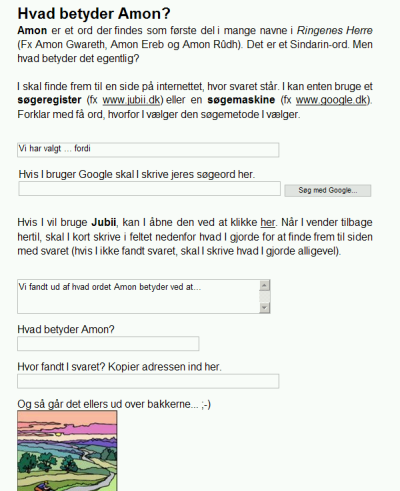 Hvad betyder Amon?
Amon er et ord der findes som første del i mange navne i Ringenes Herre
(Fx Amon Gwareth, Amon Ereb og Amon Rûdh). Det er et Sindarin-ord. Men
hvad betyder det egentlig?
I skal finde frem til en side på internettet, hvor svaret står. I kan enten bruge et
søgeregister (fx www.jubii.dk) eller en søgemaskine (fx www.google.dk).
Forklar med få ord, hvorfor I vælger den søgemetode I vælger.
Vi har valgt ... fordi
Hvis I bruger Google skal I skrive jeres søgeord her.
Søg med Google...
Hvis I vil bruge Jubii, kan I åbne den ved at klikke her. Når I vender tilbage
hertil, skal I kort skrive i feltet nedenfor hvad I gjorde for at finde frem til siden
med svaret (hvis I ikke fandt svaret, skal I skrive hvad I gjorde alligevel).
Vi fandt ud af hvad ordet Amon betyder ved at...
Hvad betyder Amon?
Hvor fandt I svaret? Kopier adressen ind her.
Og så går det ellers ud over bakkerne... ;-)